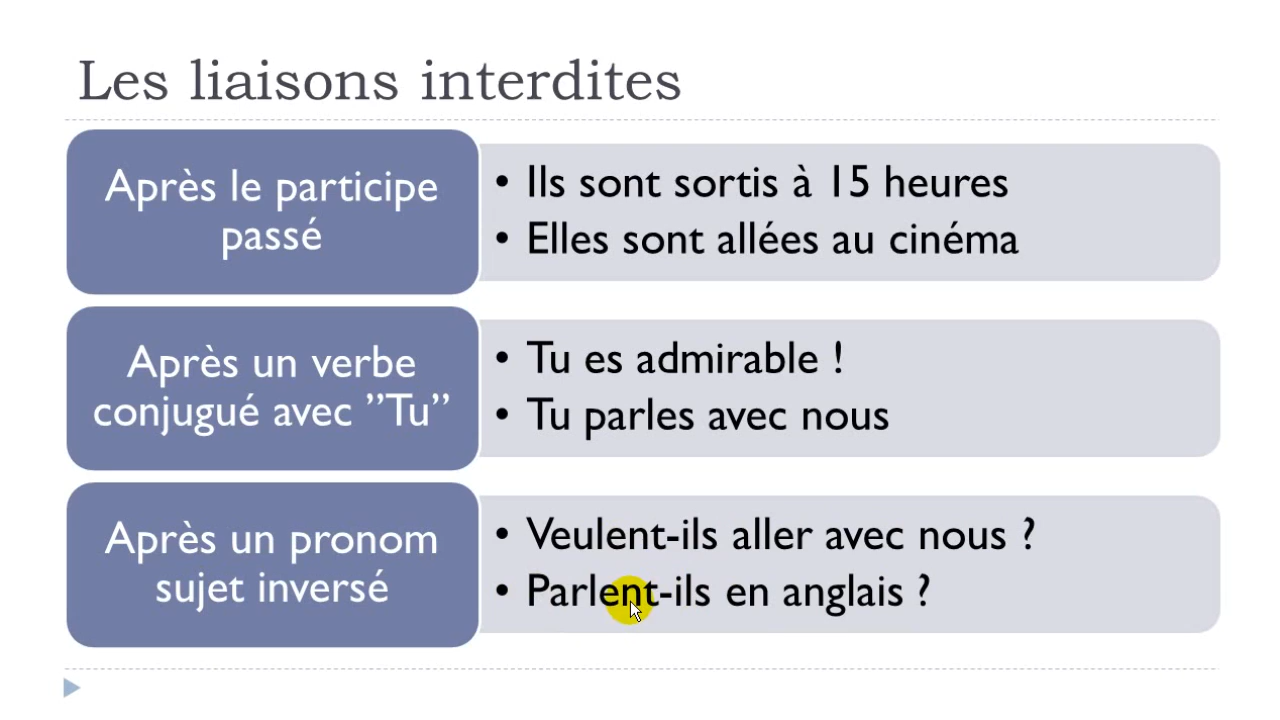 Les liaisons interdites
Après le participe
passé
• Ils sont sortis à 15 heures
• Elles sont allées au cinéma
Après un verbe
conjugué avec ”Tu”
• Tu es admirable !
• Tu parles avec nous
Après un pronom
sujet inversé
• Veulent-ils aller avec nous ?
• Parlent-ils en anglais ?